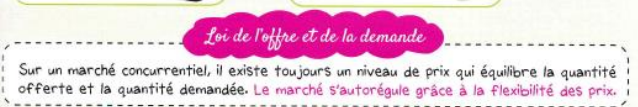 Loi de l'offre et de la demande
Sur un marché concurrentiel, il existe toujours un niveau de prix qui équilibre la quantité
offerte et la quantité demandée. Le marché s'autorégule grâce à la flexibilité des prix.